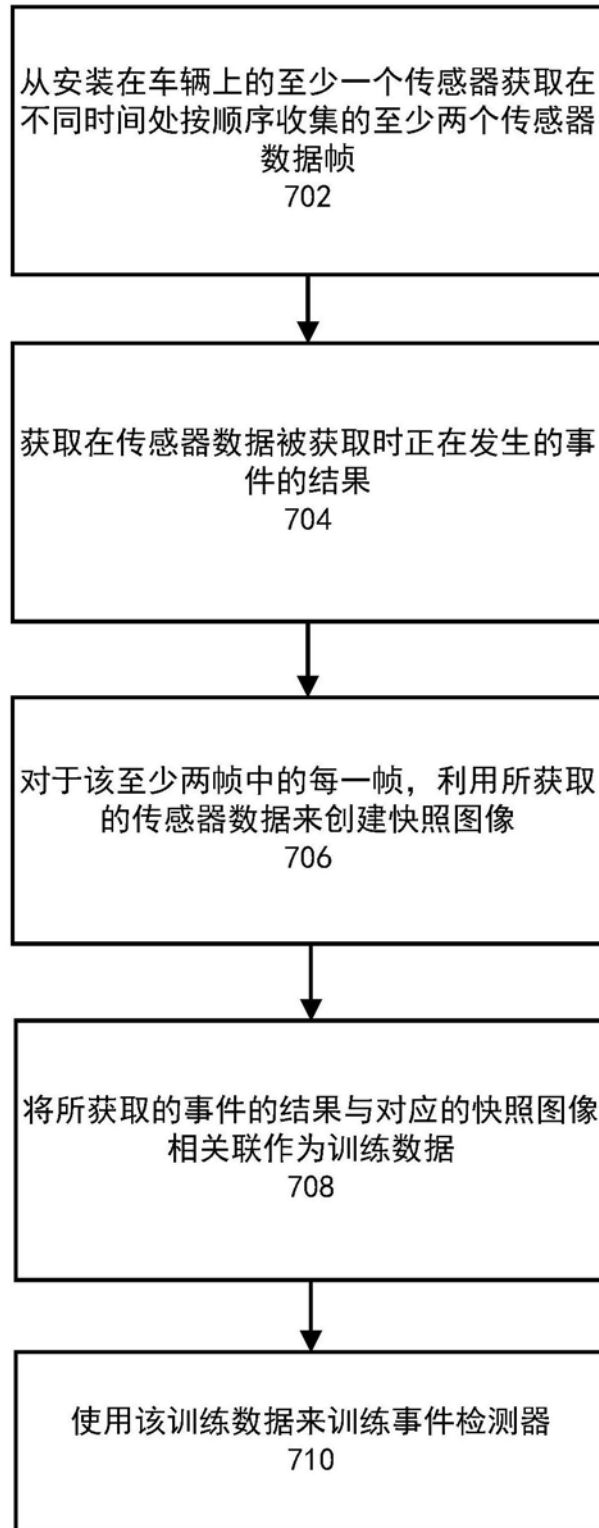 从安装在车辆上的至少一个传感器获取在
不同时间处按顺序收集的至少两个传感器
数据帧
702
获取在传感器数据被获取时正在发生的事
件的结果
704
对于该至少两帧中的每一帧，利用所获取
的传感器数据来创建快照图像
706
将所获取的事件的结果与对应的快照图像
相关联作为训练数据
708
使用该训练数据来训练事件检测器
710